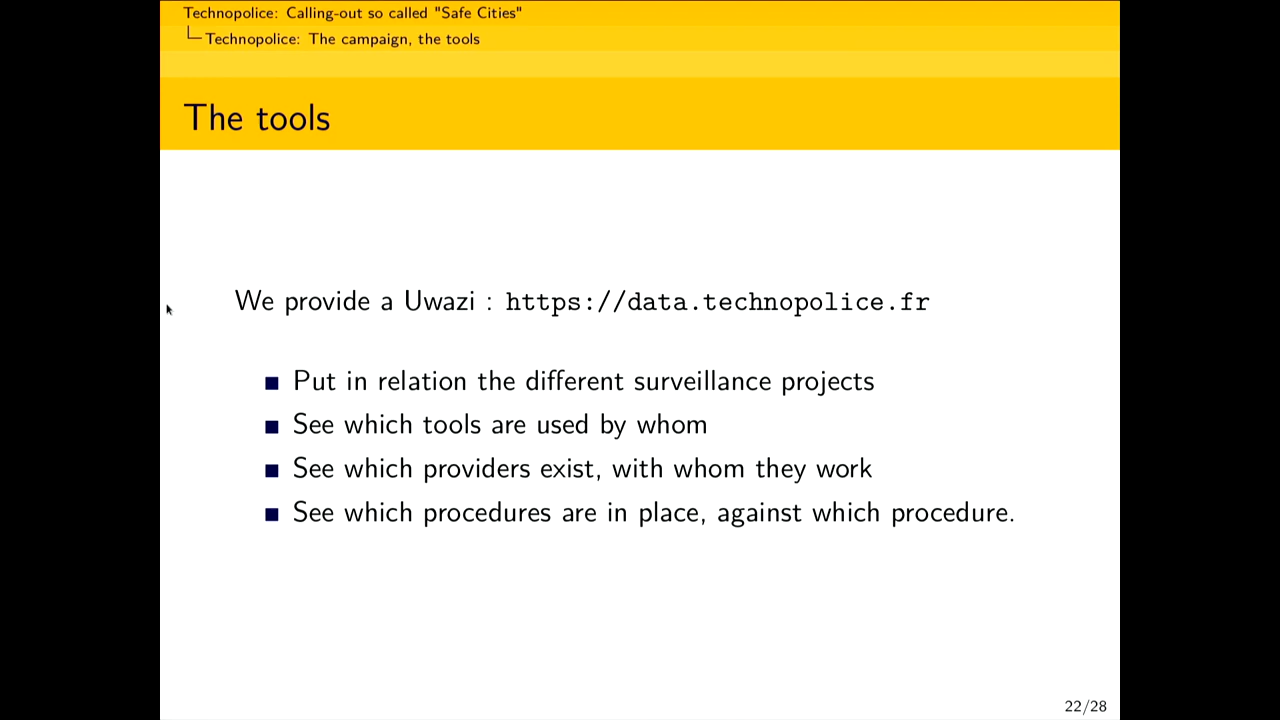 Technopolice: Calling-out so called "Safe Cities"
Technopolice: The campaign, the tools
The tools
We provide a Uwazi : https://data.technopolice.fr
Put in relation the different surveillance projects
See which tools are used by whom
See which providers exist, with whom they work
See which procedures are in place, against which procedure.
22/28